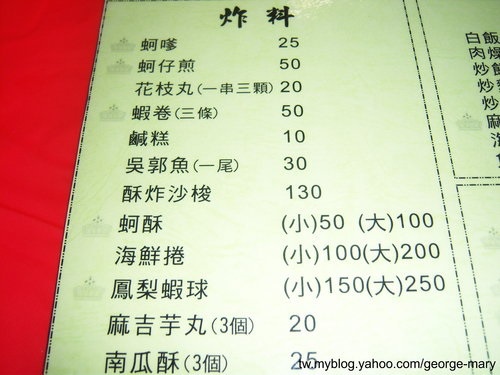 炸料
蚵嗲 25
蚵仔煎 50
花枝丸(一串三顆) 20
蝦卷(三條) 50
鹹糕 10
吳郭魚(一尾) 30
酥炸沙梭 130
蚵酥 (小)50 (大)100
海鮮捲 (小)100(大)200
鳳梨蝦球 (小)150(大)250
麻吉芋丸(3個) 20
南瓜酥(3個) 25
白飯
肉燥
炒
炒
炒
麻
tw.myblog.yahoo.com/george-mary